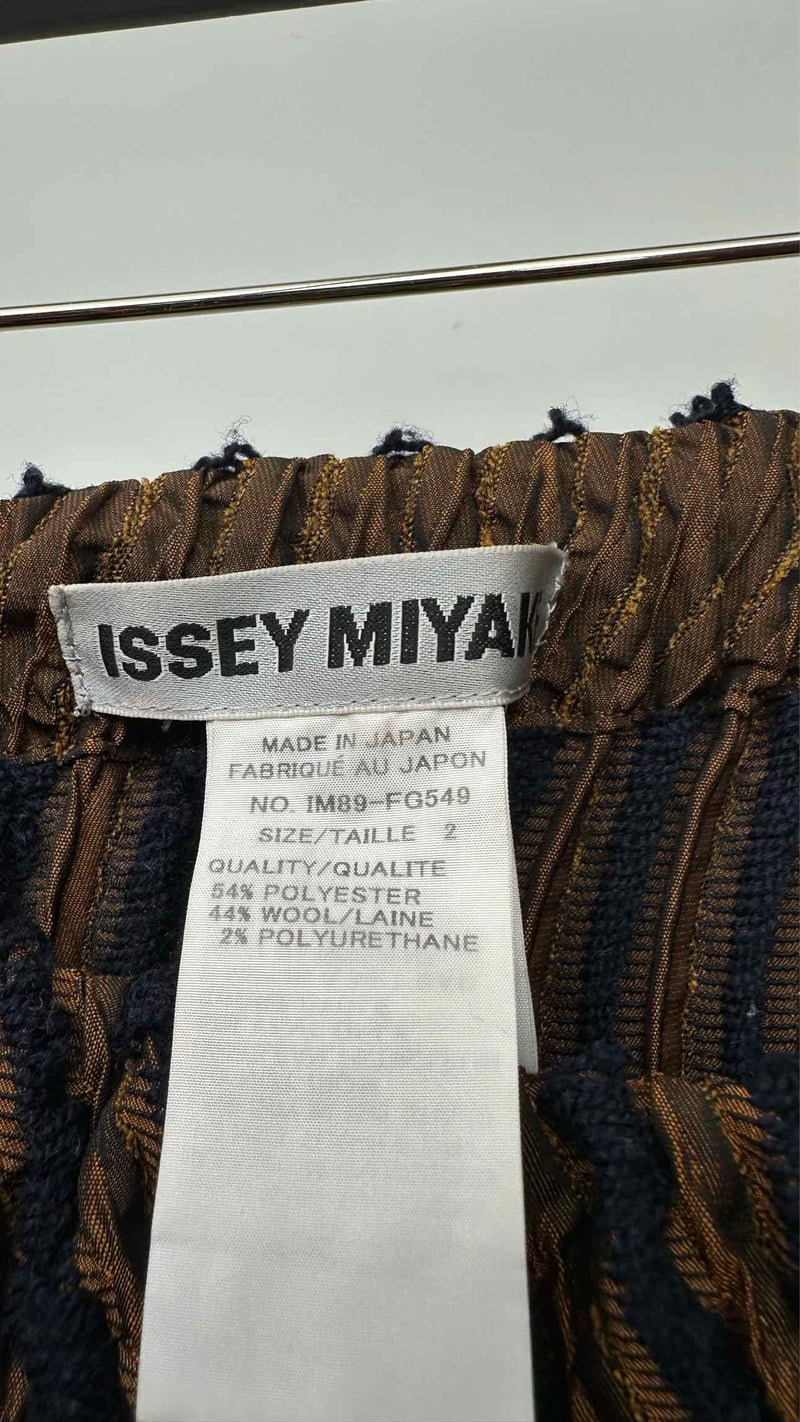 ISSEY MIYAK
MADE IN JAPAN
FABRIQUÉ AU JAPON
NO. IM89-FG549
SIZE/TAILLE 2
QUALITY/QUALITE
54% POLYESTER
44% WOOL/LAINE
2% POLYURETHANE